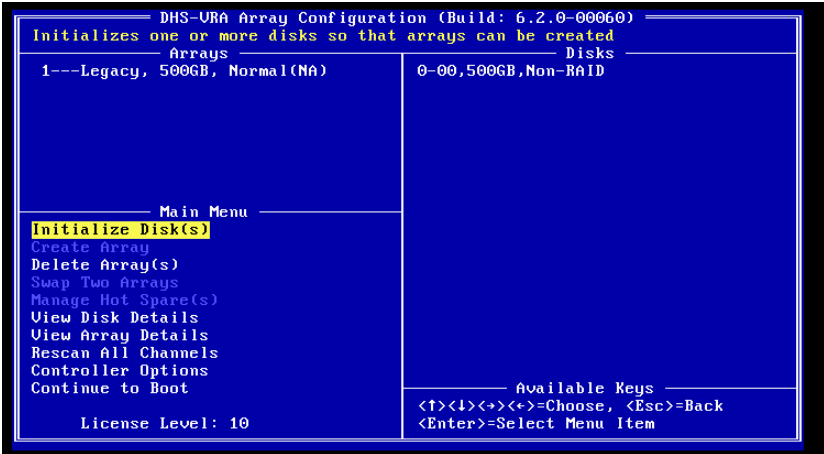 DHS-VRA Array Configurati on (Build: 6.2.0-00060)
Initializes one or more disks so that arrays can be created
Arrays
1---Legacy, 500GB, Normal(NA)
Disks
0-00,500GB,Non-RAID
Main Menu
Initialize Disk(s)
Create Array
Delete Array(s)
Swap Two Arrays
Manage Hot Spare(s)
View Disk Details
View Array Details
Rescan All Channels
Controller Options
Continue to Boot
License Level: 10
Available Keys
<↑><↓><→><←>=Choose, <Esc>=Back
<Enter>=Select Menu Item